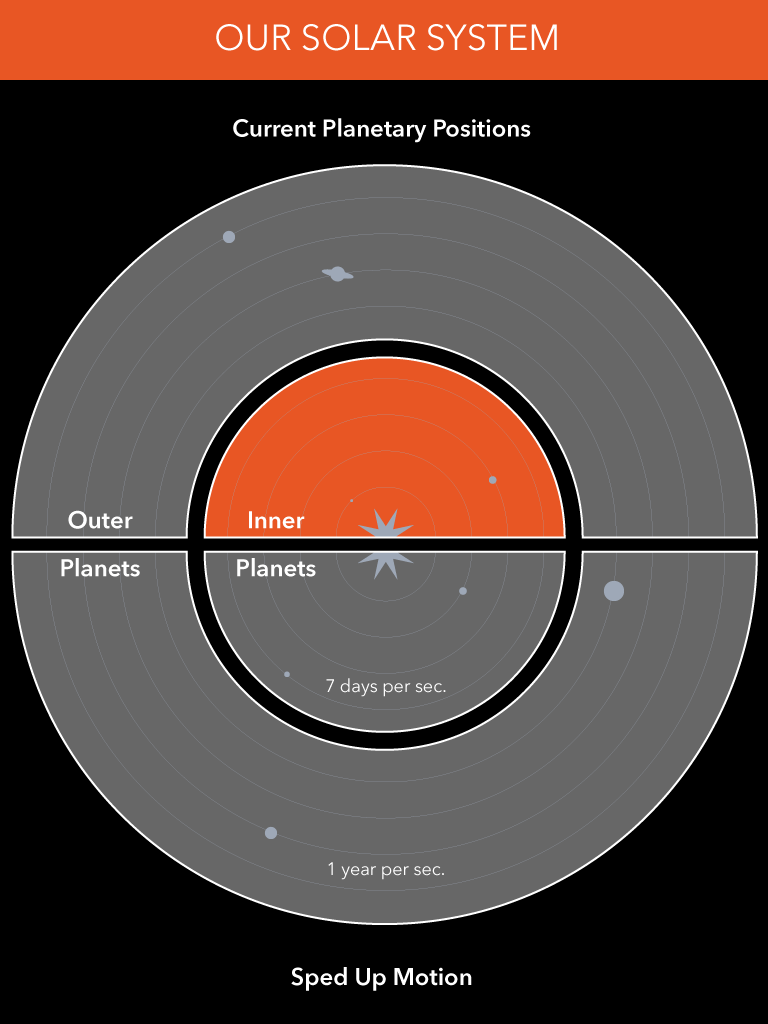 OUR SOLAR SYSTEM
Current Planetary Positions
Outer
Inner
Planets
Planets
7 days per sec.
1 year per sec.
Sped Up Motion